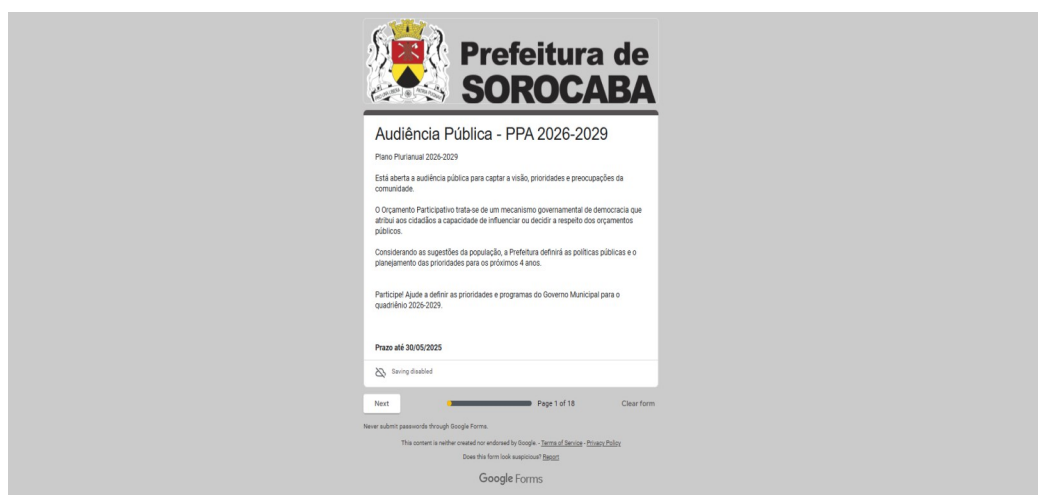 Prefeitura de
SOROCABA
Audiência Pública - PPA 2026-2029
Plano Plurianual 2026-2029
Está aberta a audiência pública para captar a visão, prioridades e preocupações da
comunidade.
O Orçamento Participativo trata-se de um mecanismo governamental de democracia que
atribui aos cidadãos a capacidade de influenciar ou decidir a respeito dos orçamentos
públicos.
Considerando as sugestões da população, a Prefeitura definirá as políticas públicas e o
planejamento das prioridades para os próximos 4 anos.
Participe! Ajude a definir as prioridades e programas do Governo Municipal para o
quadriênio 2026-2029.
Prazo até 30/05/2025
Saving disabled
Next
Page 1 of 18
Clear form
Never submit passwords through Google Forms.
This content is neither created nor endorsed by Google. - Terms of Service - Privacy Policy
Does this form look suspicious? Report
Google Forms